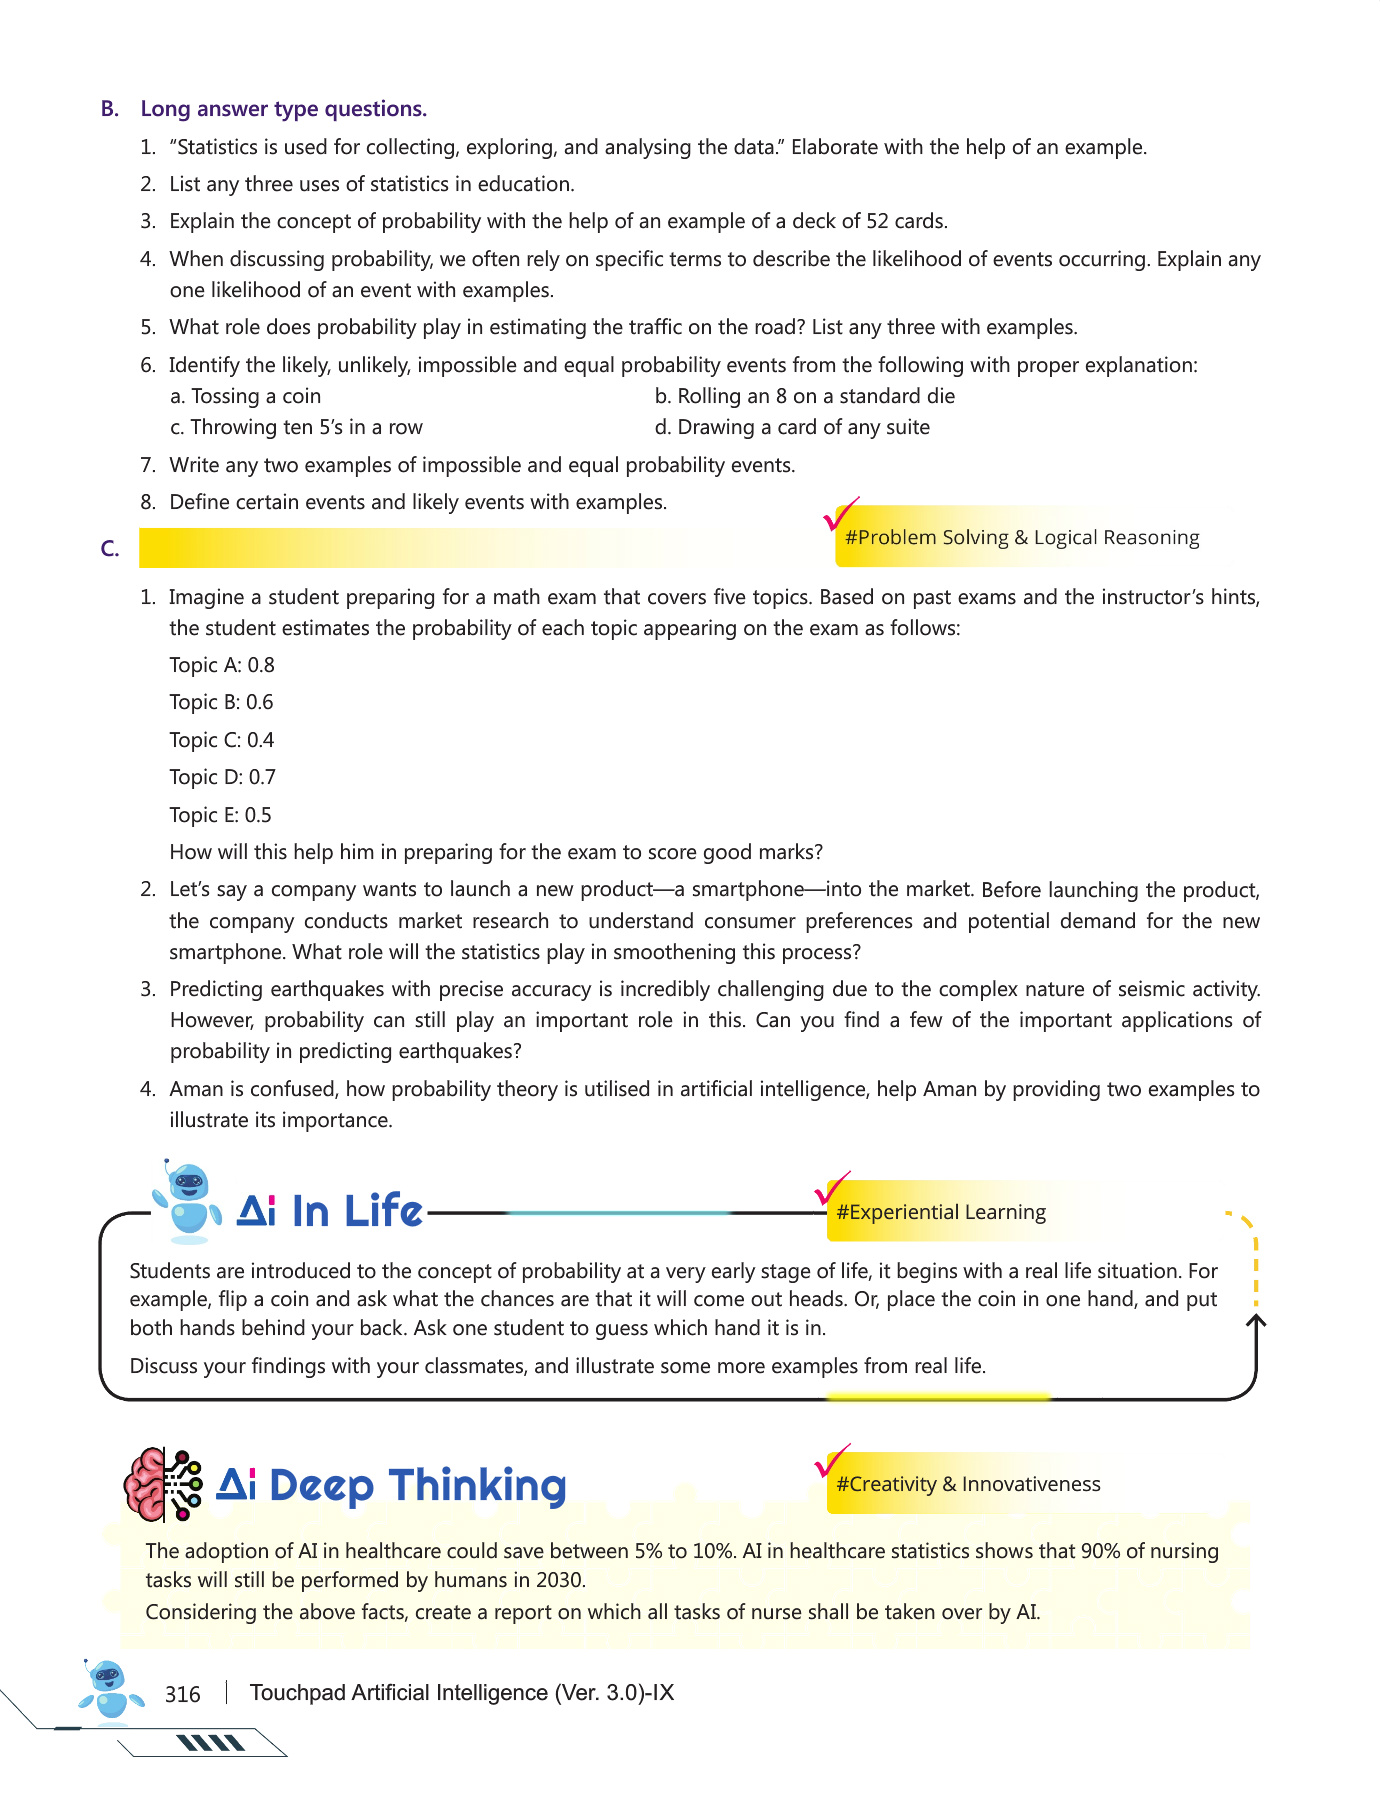 B. Long answer type questions.
1. “Statistics is used for collecting, exploring, and analysing the data.” Elaborate with the help of an example.
2. List any three uses of statistics in education.
3. Explain the concept of probability with the help of an example of a deck of 52 cards.
4. When discussing probability, we often rely on specific terms to describe the likelihood of events occurring. Explain any
one likelihood of an event with examples.
5. What role does probability play in estimating the traffic on the road? List any three with examples.
6. Identify the likely, unlikely, impossible and equal probability events from the following with proper explanation:
a. Tossing a coin b. Rolling an 8 on a standard die
c. Throwing ten 5’s in a row d. Drawing a card of any suite
7. Write any two examples of impossible and equal probability events.
8. Define certain events and likely events with examples.
C. #Problem Solving & Logical Reasoning
1. Imagine a student preparing for a math exam that covers five topics. Based on past exams and the instructor’s hints,
the student estimates the probability of each topic appearing on the exam as follows:
Topic A: 0.8
Topic B: 0.6
Topic C: 0.4
Topic D: 0.7
Topic E: 0.5
How will this help him in preparing for the exam to score good marks?
2. Let’s say a company wants to launch a new product—a smartphone—into the market. Before launching the product,
the company conducts market research to understand consumer preferences and potential demand for the new
smartphone. What role will the statistics play in smoothening this process?
3. Predicting earthquakes with precise accuracy is incredibly challenging due to the complex nature of seismic activity.
However, probability can still play an important role in this. Can you find a few of the important applications of
probability in predicting earthquakes?
4. Aman is confused, how probability theory is utilised in artificial intelligence, help Aman by providing two examples to
illustrate its importance.
Ai In Life
#Experiential Learning
Students are introduced to the concept of probability at a very early stage of life, it begins with a real life situation. For
example, flip a coin and ask what the chances are that it will come out heads. Or, place the coin in one hand, and put
both hands behind your back. Ask one student to guess which hand it is in.
Discuss your findings with your classmates, and illustrate some more examples from real life.
Ai Deep Thinking
#Creativity & Innovativeness
The adoption of AI in healthcare could save between 5% to 10%. AI in healthcare statistics shows that 90% of nursing
tasks will still be performed by humans in 2030.
Considering the above facts, create a report on which all tasks of nurse shall be taken over by AI.
316 Touchpad Artificial Intelligence (Ver. 3.0)-IX